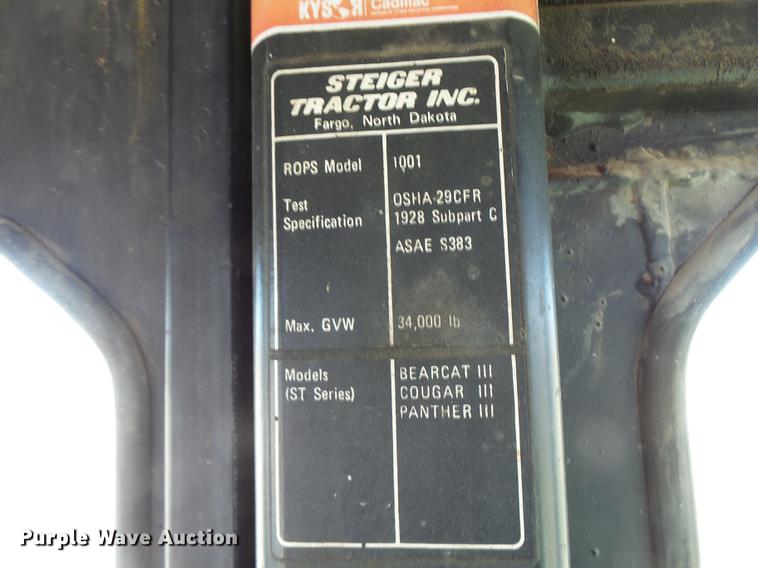 KYSOR Cadillac
STEIGER
TRACTOR INC.
Fargo, North Dakota
ROPS Model 1001
Test OSHA-29CFR
Specification 1928 Subpart C
ASAE S383
Max. GVW 34,000 lb
Models BEARCAT III
(ST Series) COUGAR III
PANTHER III
Purple Wave Auction